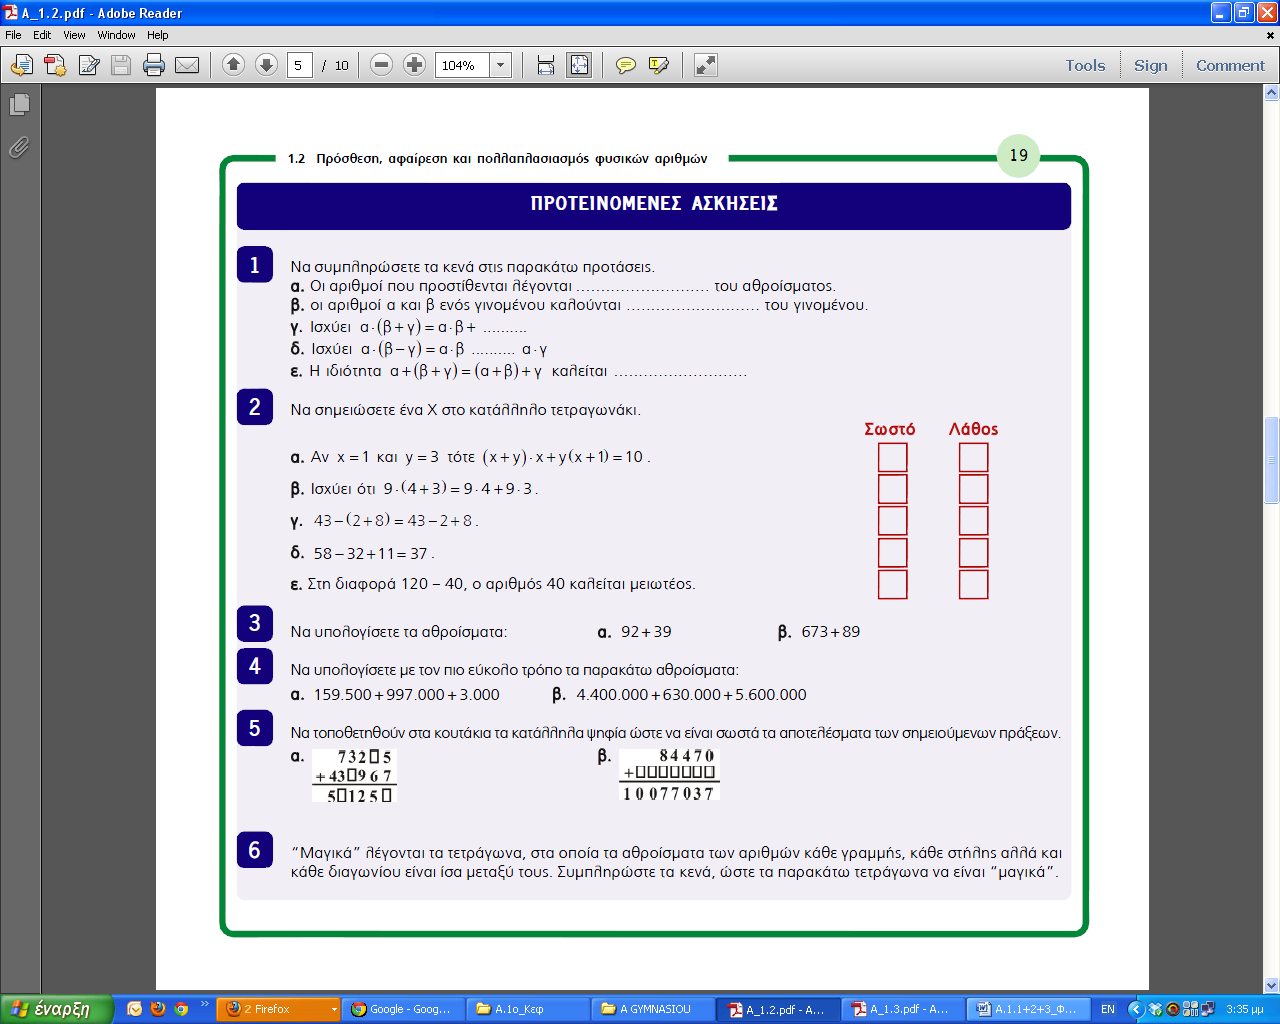 A_1.2.pdf - Adobe Reader
File Edit View Window Help
5 / 10 104% Tools Sign Comment
1.2 Πρόσθεση, αφαίρεση και πολλαπλασιασμός φυσικών αριθμών 19
ΠΡΟΤΕΙΝΟΜΕΝΕΣ ΑΣΚΗΣΕΙΣ
1 Να συμπληρώσετε τα κενά στις παρακάτω προτάσεις.
α. Οι αριθμοί που προστίθενται λέγονται .......................... του αθροίσματος.
β. οι αριθμοί α και β ενός γινομένου καλούνται .......................... του γινομένου.
γ. Ισχύει α·(β+γ)=α·β+ .........
δ. Ισχύει α·(β−γ)=α·β ......... α·γ
ε. Η ιδιότητα α+(β+γ)=(α+β)+γ καλείται ..........................
2 Να σημειώσετε ένα Χ στο κατάλληλο τετραγωνάκι.
Σωστό Λάθος
α. Αν x=1 και y=3 τότε (x+y)·x+y(x+1)=10.
β. Ισχύει ότι 9·(4+3)=9·4+9·3.
γ. 43−(2+8)=43−2+8.
δ. 58−32+11=37.
ε. Στη διαφορά 120 – 40, ο αριθμός 40 καλείται μειωτέος.
3 Να υπολογίσετε τα αθροίσματα: α. 92+39 β. 673+89
4 Να υπολογίσετε με τον πιο εύκολο τρόπο τα παρακάτω αθροίσματα:
α. 159.500+997.000+3.000 β. 4.400.000+630.000+5.600.000
5 Να τοποθετηθούν στα κουτάκια τα κατάλληλα ψηφία ώστε να είναι σωστά τα αποτελέσματα των σημειούμενων πράξεων.
α. 732□5 β. 84470
+43□967 +□□□□□□□
5□125□ 10077037
6 “Μαγικά” λέγονται τα τετράγωνα, στα οποία τα αθροίσματα των αριθμών κάθε γραμμής, κάθε στήλης αλλά και
κάθε διαγωνίου είναι ίσα μεταξύ τους. Συμπληρώστε τα κενά, ώστε τα παρακάτω τετράγωνα να είναι “μαγικά”.
έναρξη » 2 Firefox Google - Goog... A.1ο_Κεφ A GYMNASIOU A_1.2.pdf - A... A_1.3.pdf - A... A.1.1+2+3_Φ... EN 3:35 μμ